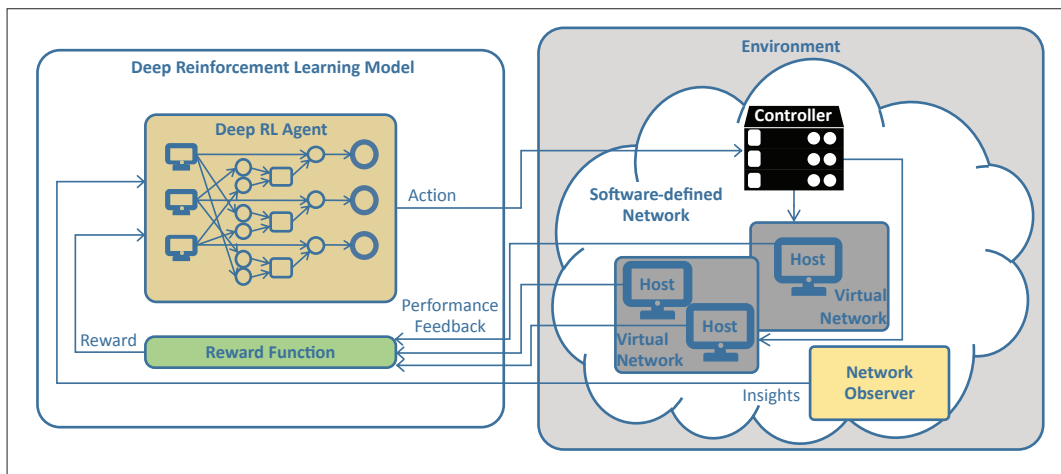 Deep Reinforcement Learning Model
Deep RL Agent
Action
Performance
Feedback
Reward
Reward Function
Environment
Controller
Software-defined
Network
Host
Virtual
Network
Host
Host
Virtual
Network
Insights
Network
Observer